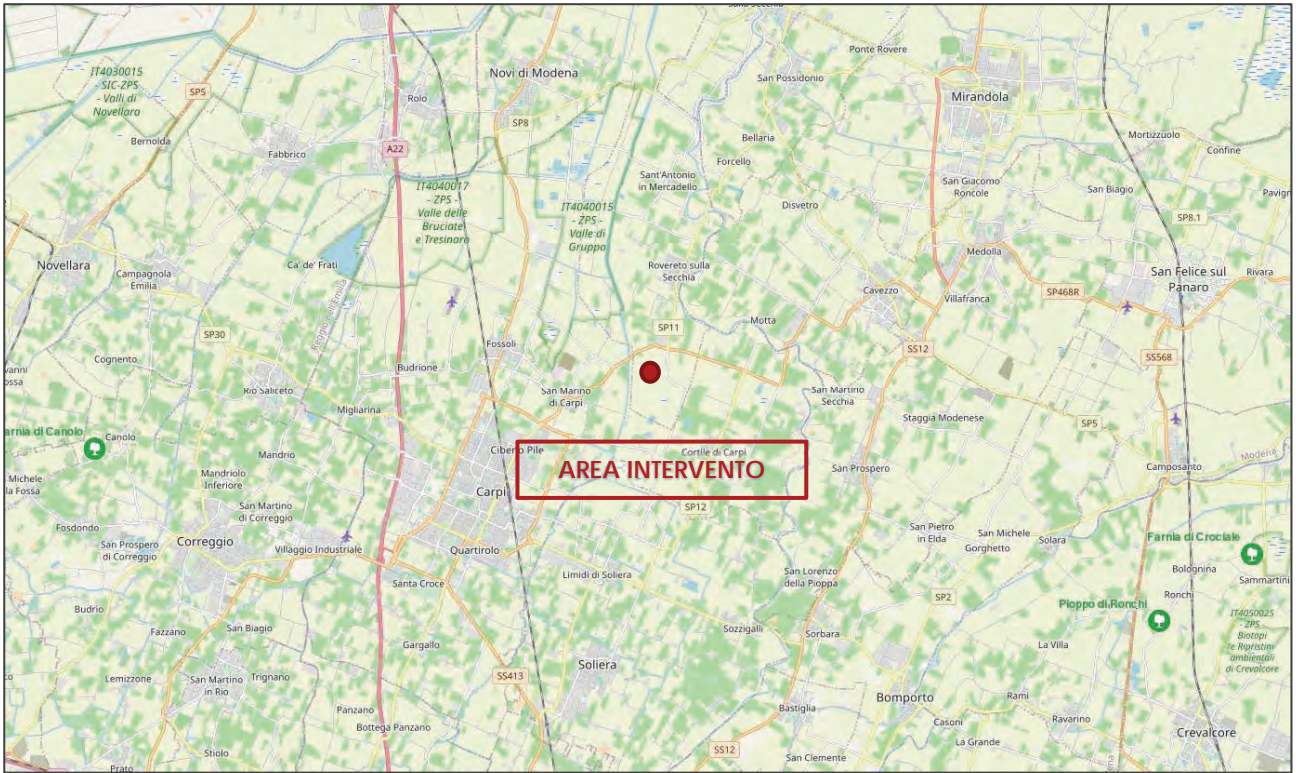 Ponte Rovere
Novi di Modena
San Possidonio
IT4030015
- SIC-ZPS
- Valli di
Novellara
SP5
Rolo
Mirandola
SP8
Bernolda
Bellaria
Mortizzuolo
Fabbrico
A22
Forcello
Confine
Sant'Antonio
in Mercadello
IT4040017
- ZPS -
Valle delle
Bruciate
e Tresinaro
San Giacomo
Roncole
San Biagio
IT4040015
- ZPS -
Valle di
Gruppo
Disvetro
SP8.1
Medolla
Novellara
Ca' de' Frati
Rovereto sulla
Secchia
Campagnola
Emilia
San Felice sul
Panaro
Rivara
Reggio nell'Emilia
Cavezzo
Villafranca
SP468R
Motta
SP30
SP11
Fossoli
SS12
Cognento
SS568
Budrione
Rio Saliceto
San Marino
di Carpi
San Martino
Secchia
Migliarina
Staggia Modenese
SP5
Canolo
Cibeno Pile
Cortile di Carpi
Modena
Mandrio
AREA INTERVENTO
San Prospero
Camposanto
Mandriolo
Inferiore
Michele
la Fossa
Carpi
San Martino
di Correggio
SP12
Fosdondo
San Pietro
in Elda
San Michele
Farnia di Crociale
San Prospero
di Correggio
Correggio
Villaggio Industriale
Quartirolo
Gorghetto
Solara
Bolognina
Santa Croce
Limidi di Soliera
San Lorenzo
della Pioppa
Sammartini
SP2
Ronchi
Pioppo di Ronchi
Budrio
Fazzano
San Biagio
Sozzigalli
Sorbara
IT4050025
- ZPS -
Biotopi
e Ripristini
ambientali
di Crevalcore
Gargallo
La Villa
Soliera
Lemizzone
San Martino
in Rio
Trignano
SS413
Bomporto
Rami
Panzano
Bastiglia
Ravarino
Bottega Panzano
Casoni
Crevalcore
La Grande
Stiolo
SS12
San Clemente
Prato